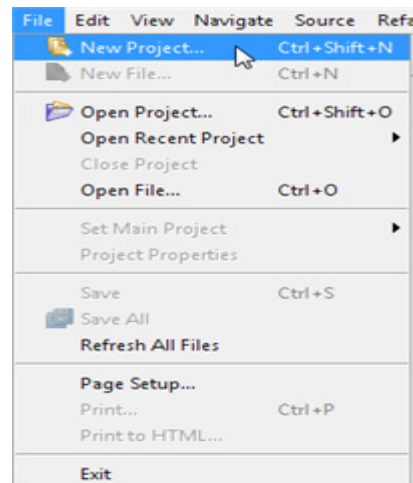 File Edit View Navigate Source Refa
New Project... Ctrl+Shift+N
New File... Ctrl+N
Open Project... Ctrl+Shift+O
Open Recent Project
Close Project
Open File... Ctrl+O
Set Main Project
Project Properties
Save Ctrl+S
Save All
Refresh All Files
Page Setup...
Print... Ctrl+P
Print to HTML...
Exit